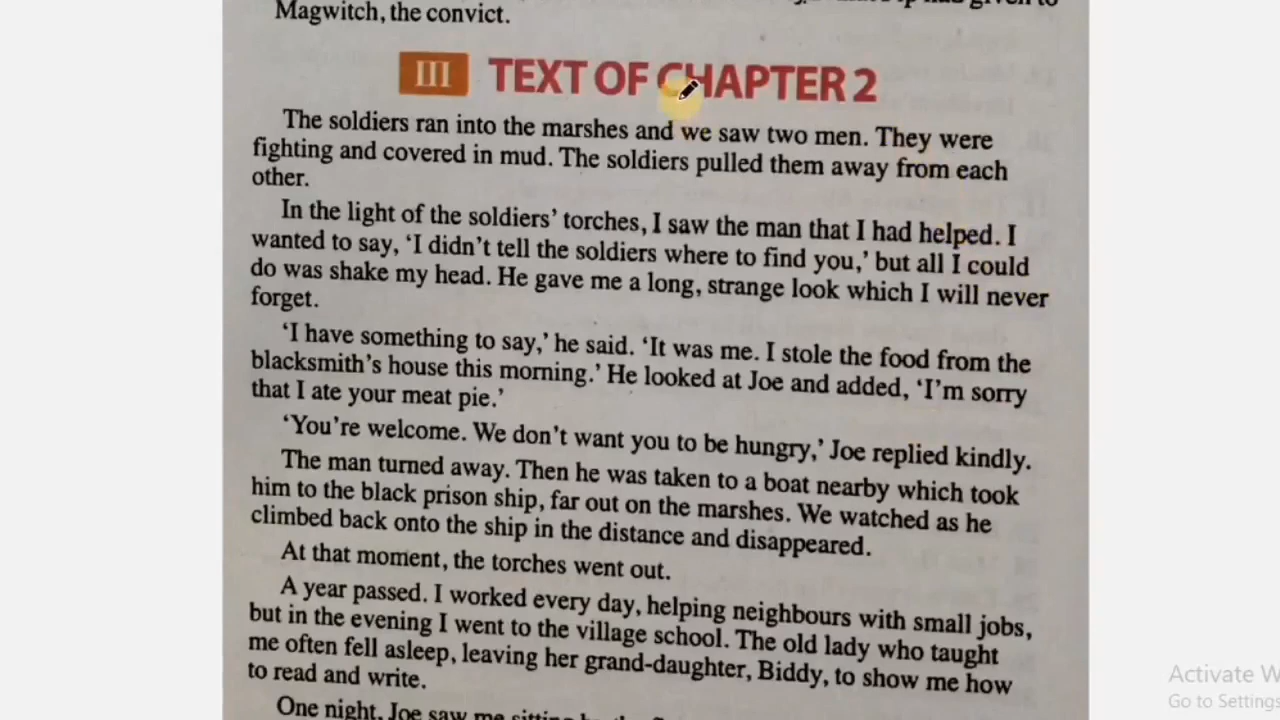 Magwitch, the convict.
III TEXT OF CHAPTER 2
The soldiers ran into the marshes and we saw two men. They were
fighting and covered in mud. The soldiers pulled them away from each
other.
In the light of the soldiers' torches, I saw the man that I had helped. I
wanted to say, 'I didn't tell the soldiers where to find you,' but all I could
do was shake my head. He gave me a long, strange look which I will never
forget.
'I have something to say,' he said. 'It was me. I stole the food from the
blacksmith's house this morning.' He looked at Joe and added, 'I'm sorry
that I ate your meat pie.'
'You're welcome. We don't want you to be hungry,' Joe replied kindly.
The man turned away. Then he was taken to a boat nearby which took
him to the black prison ship, far out on the marshes. We watched as he
climbed back onto the ship in the distance and disappeared.
At that moment, the torches went out.
A year passed. I worked every day, helping neighbours with small jobs,
but in the evening I went to the village school. The old lady who taught
me often fell asleep, leaving her grand-daughter, Biddy, to show me how
to read and write.
One night, Joe saw me sitting
Activate W
Go to Settings